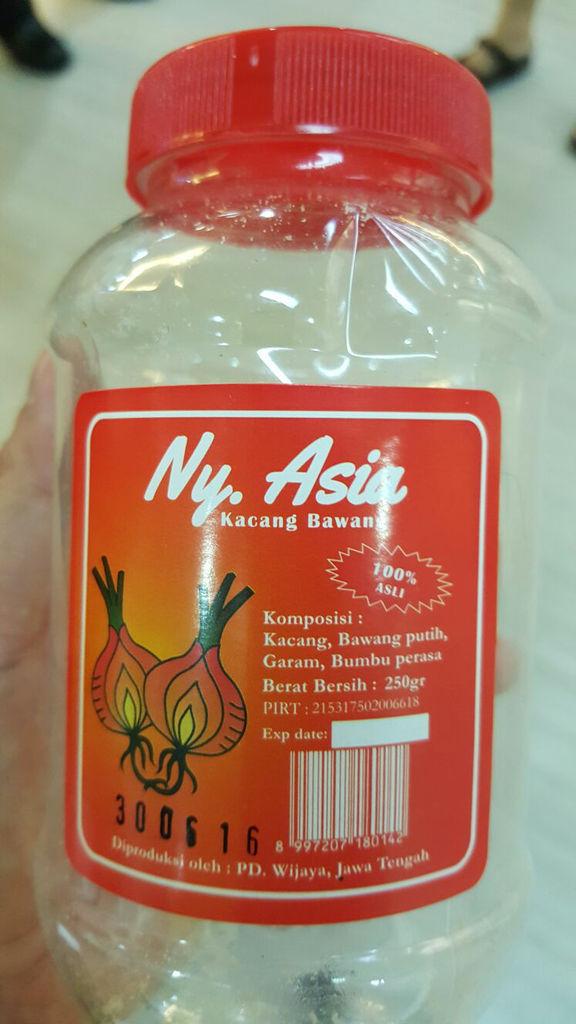 Ny. Asia
Kacang Bawang
100%
ASLI
Komposisi :
Kacang, Bawang putih,
Garam, Bumbu perasa
Berat Bersih : 250gr
PIRT : 215317502006618
Exp date:
300616
8 997207 180142
Diproduksi oleh : PD. Wijaya, Jawa Tengah